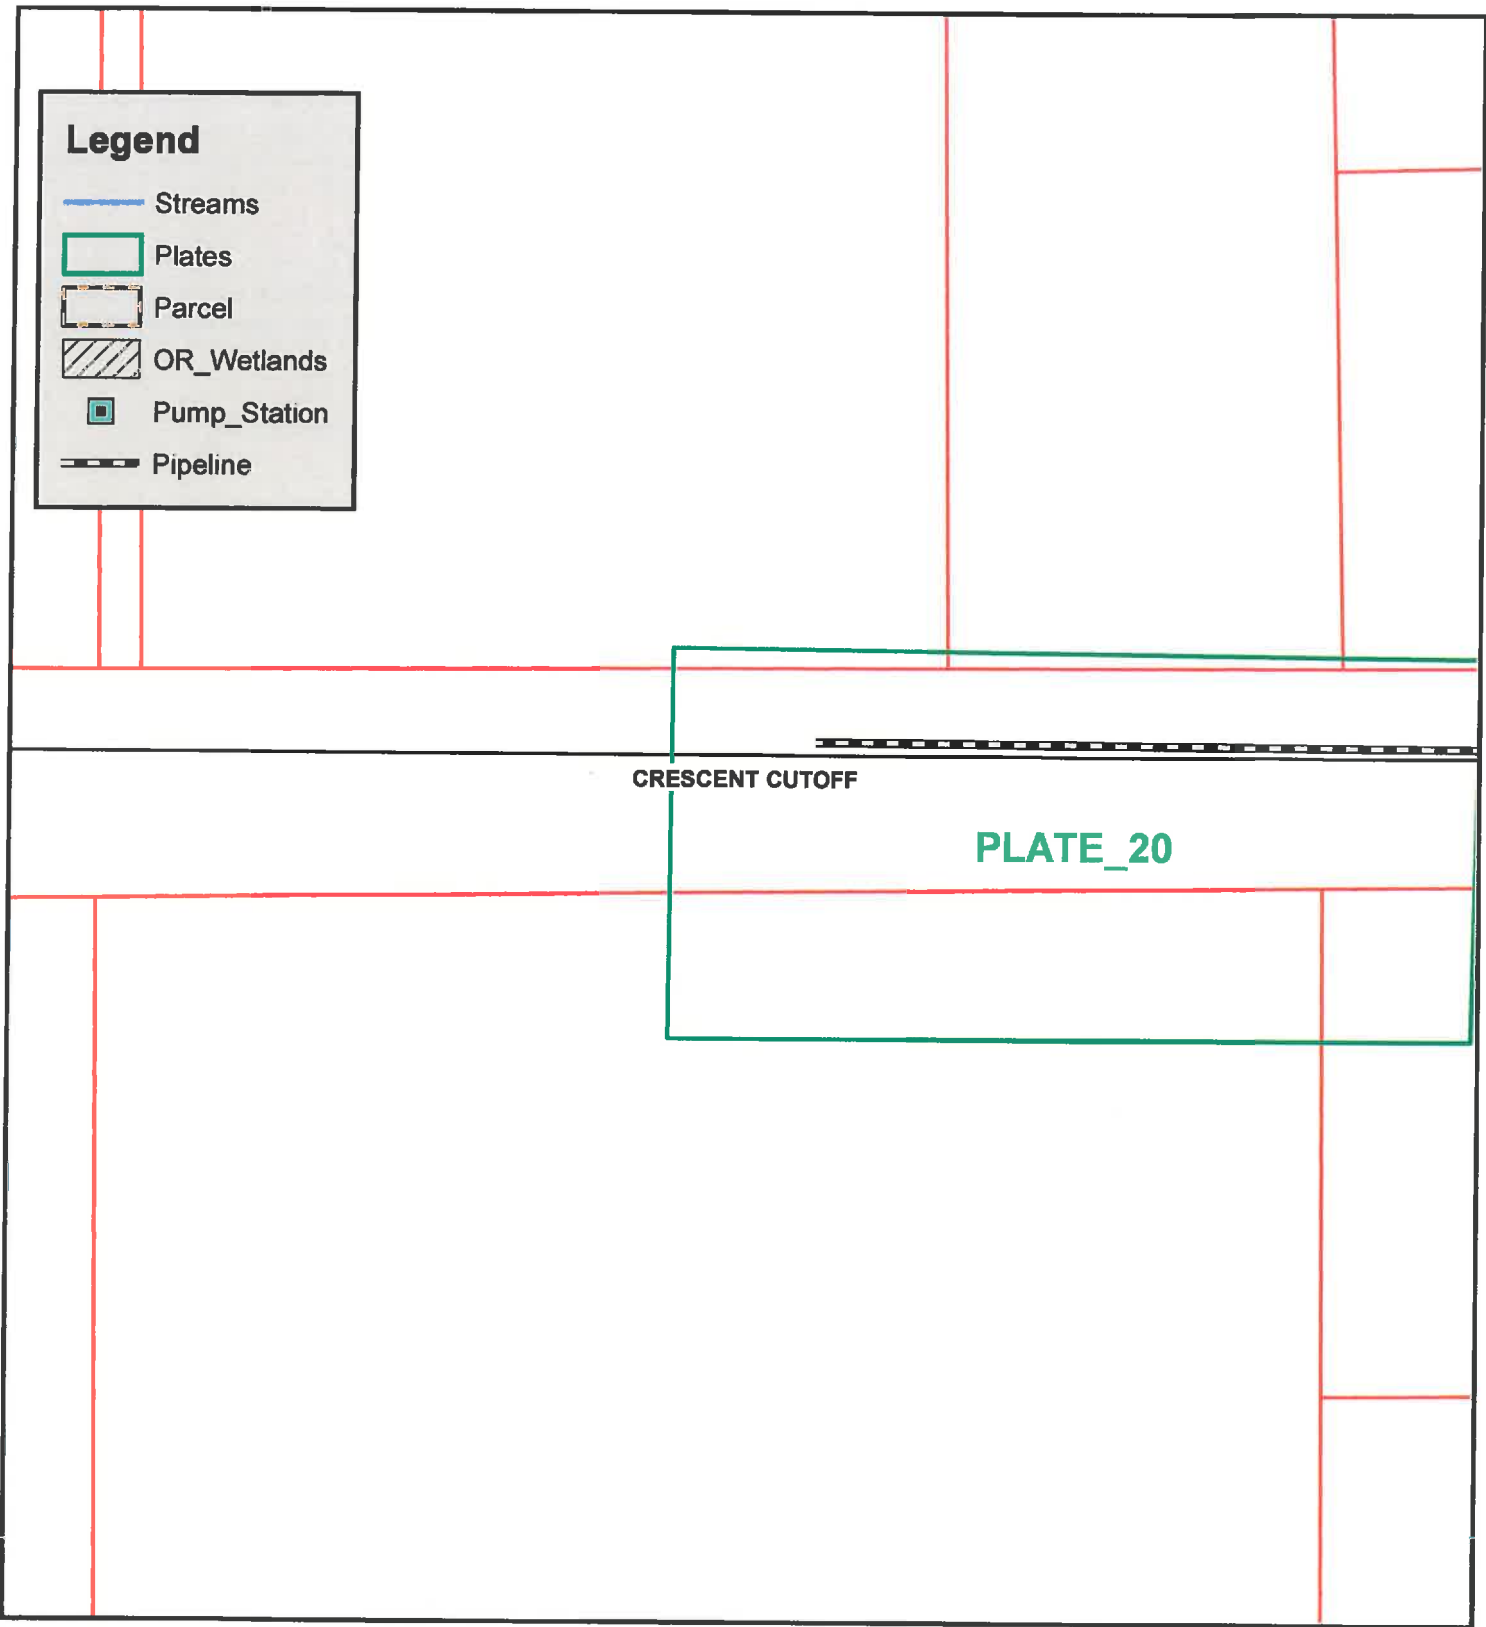 Legend
Streams
Plates
Parcel
OR_Wetlands
Pump_Station
Pipeline
CRESCENT CUTOFF
PLATE_20